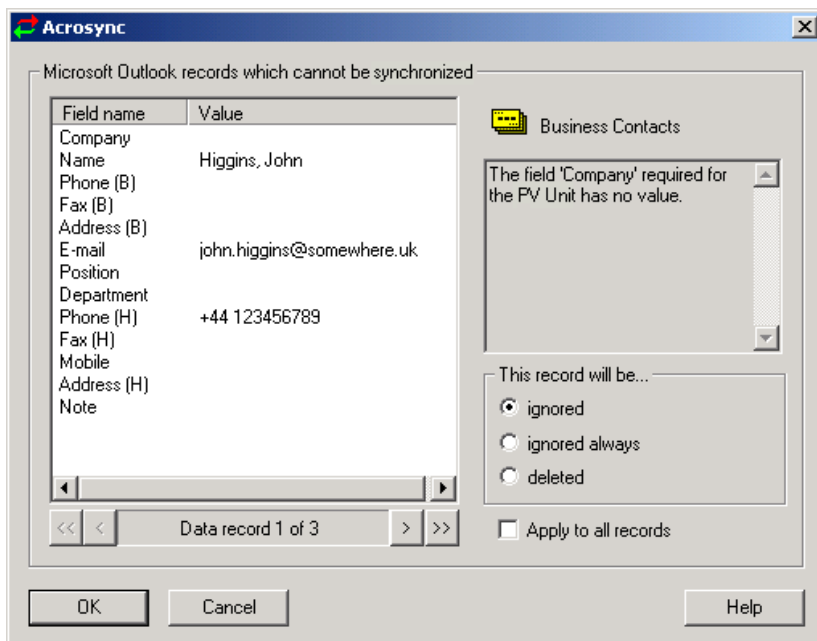 Acrosync
Microsoft Outlook records which cannot be synchronized
Field name Value
Company
Name Higgins, John
Phone (B)
Fax (B)
Address (B)
E-mail john.higgins@somewhere.uk
Position
Department
Phone (H) +44 123456789
Fax (H)
Mobile
Address (H)
Note
<< < Data record 1 of 3 > >>
Business Contacts
The field 'Company' required for
the PV Unit has no value.
This record will be...
ignored
ignored always
deleted
Apply to all records
OK Cancel Help